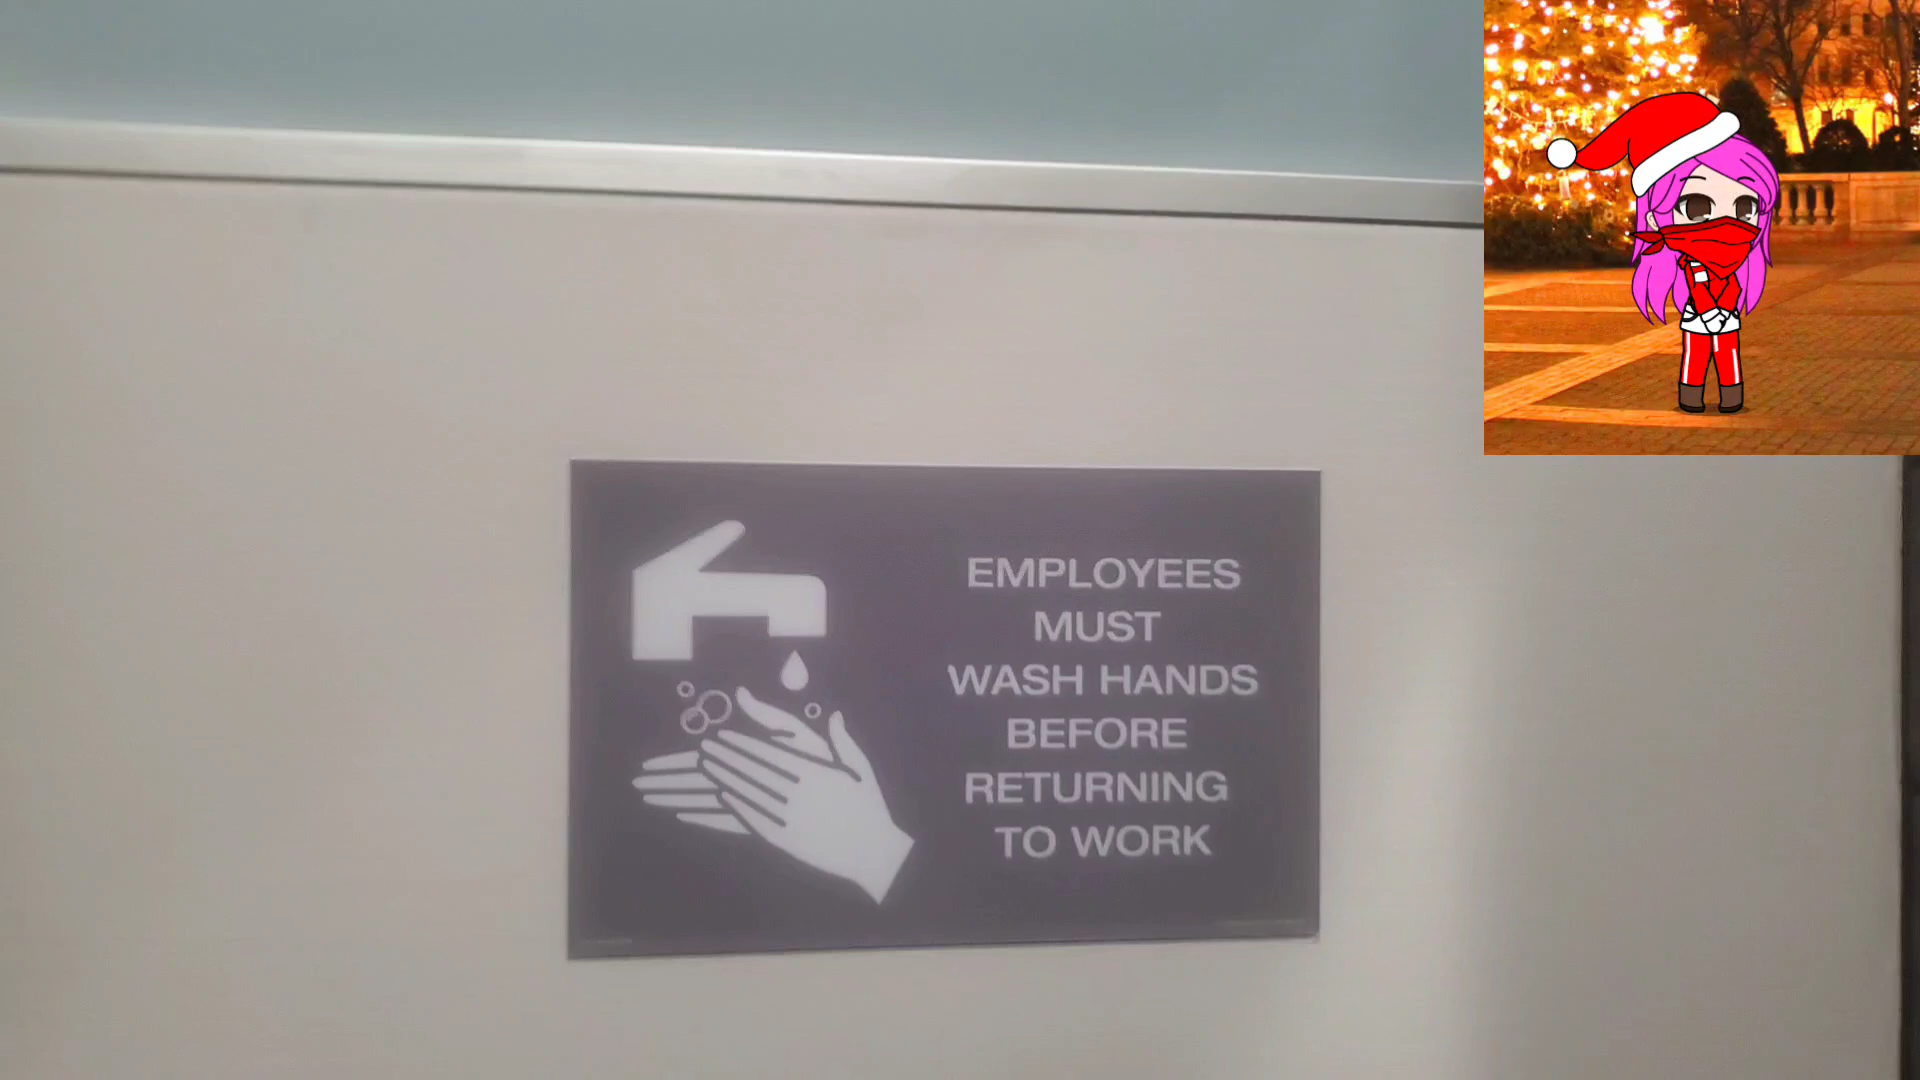 EMPLOYEES
MUST
WASH HANDS
BEFORE
RETURNING
TO WORK